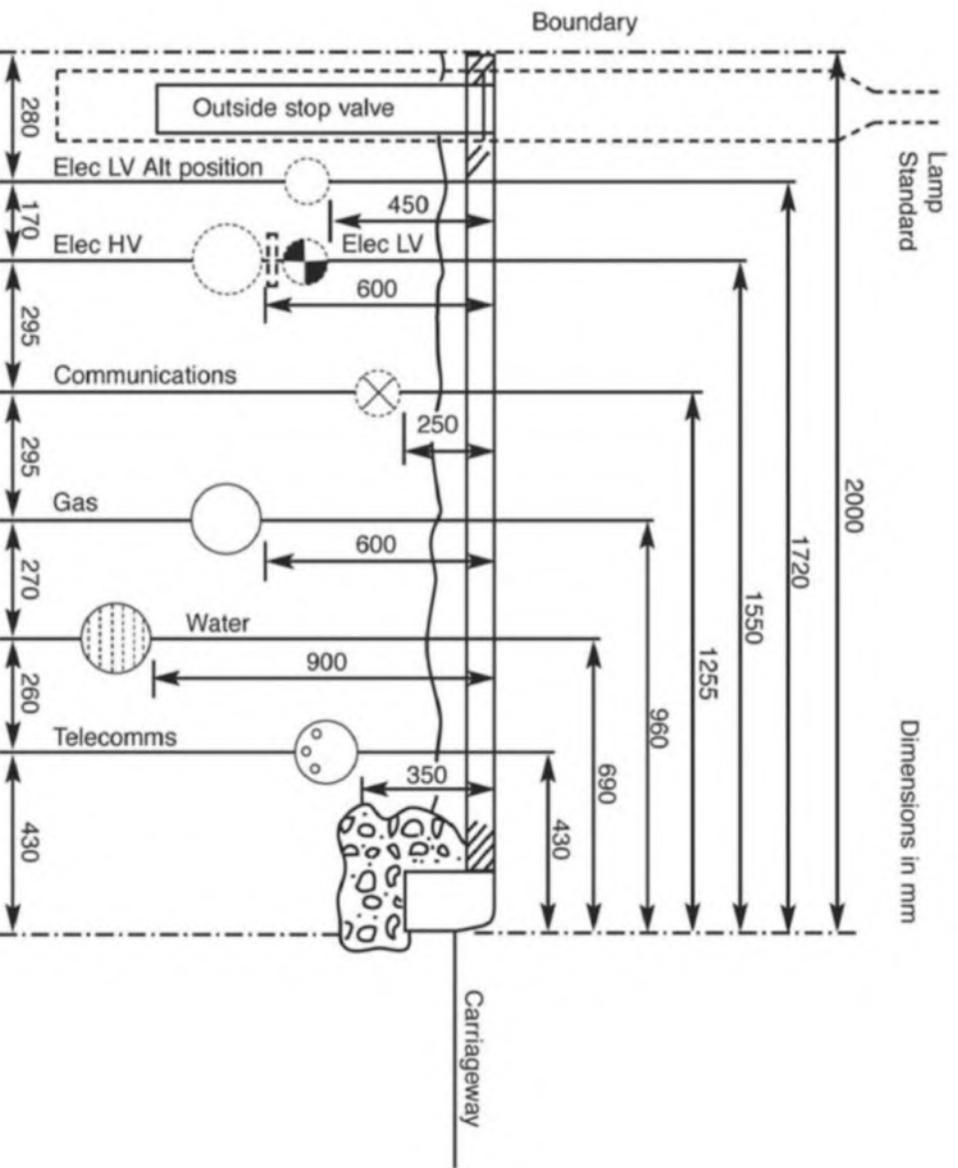 Boundary
Outside stop valve
Lamp
Standard
280
Elec LV Alt position
450
170
Elec HV
Elec LV
600
295
Communications
250
295
Gas
600
270
Water
900
260
Telecomms
350
430
430
690
960
1255
1550
1720
2000
Dimensions in mm
Carriageway